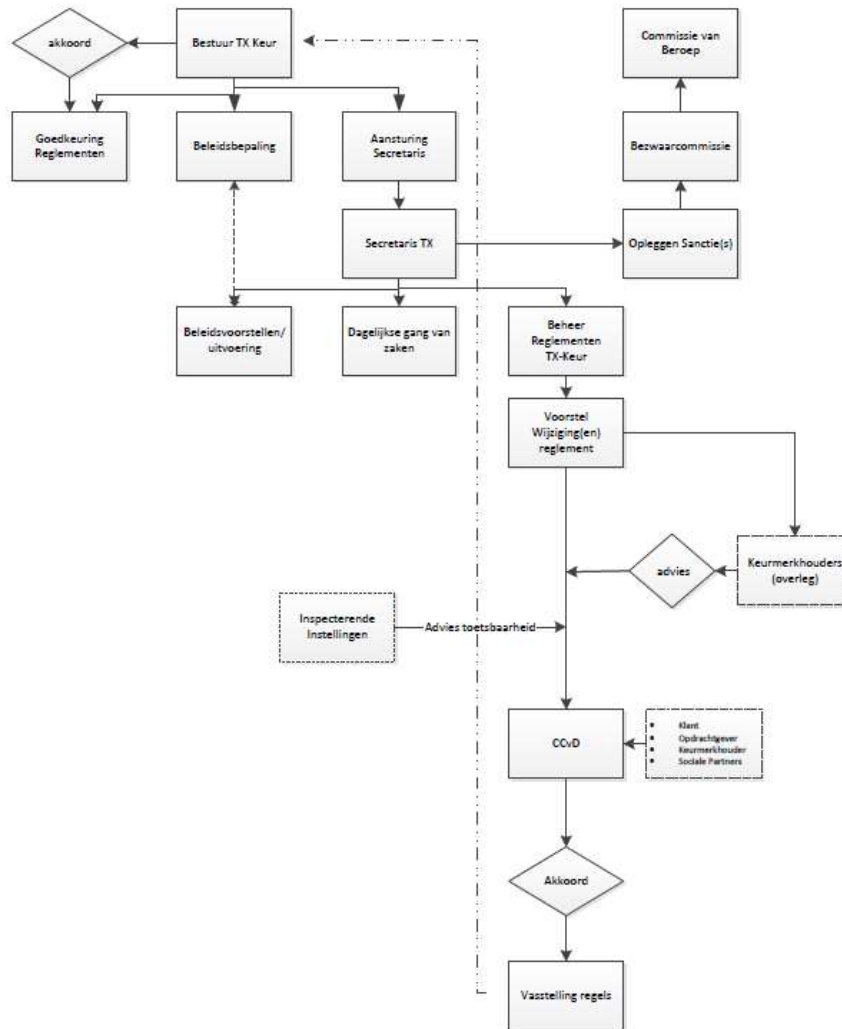 akkoord
Bestuur TX Keur
Commissie van
Beroep
Goedkeuring
Reglementen
Beleidsbepaling
Aansturing
Secretaris
Bezwaarcommissie
Secretaris TX
Opleggen Sanctie(s)
Beleidsvoorstellen/
uitvoering
Dagelijkse gang van
zaken
Beheer
Reglementen
TX-Keur
Voorstel
Wijziging(en)
reglement
advies
Keurmerkhouders
(overleg)
Inspecterende
Instellingen
Advies toetsbaarheid
CCvD
• Klant
• Opdrachtgever
• Keurmerkhouder
• Sociale Partners
Akkoord
Vasstelling regels